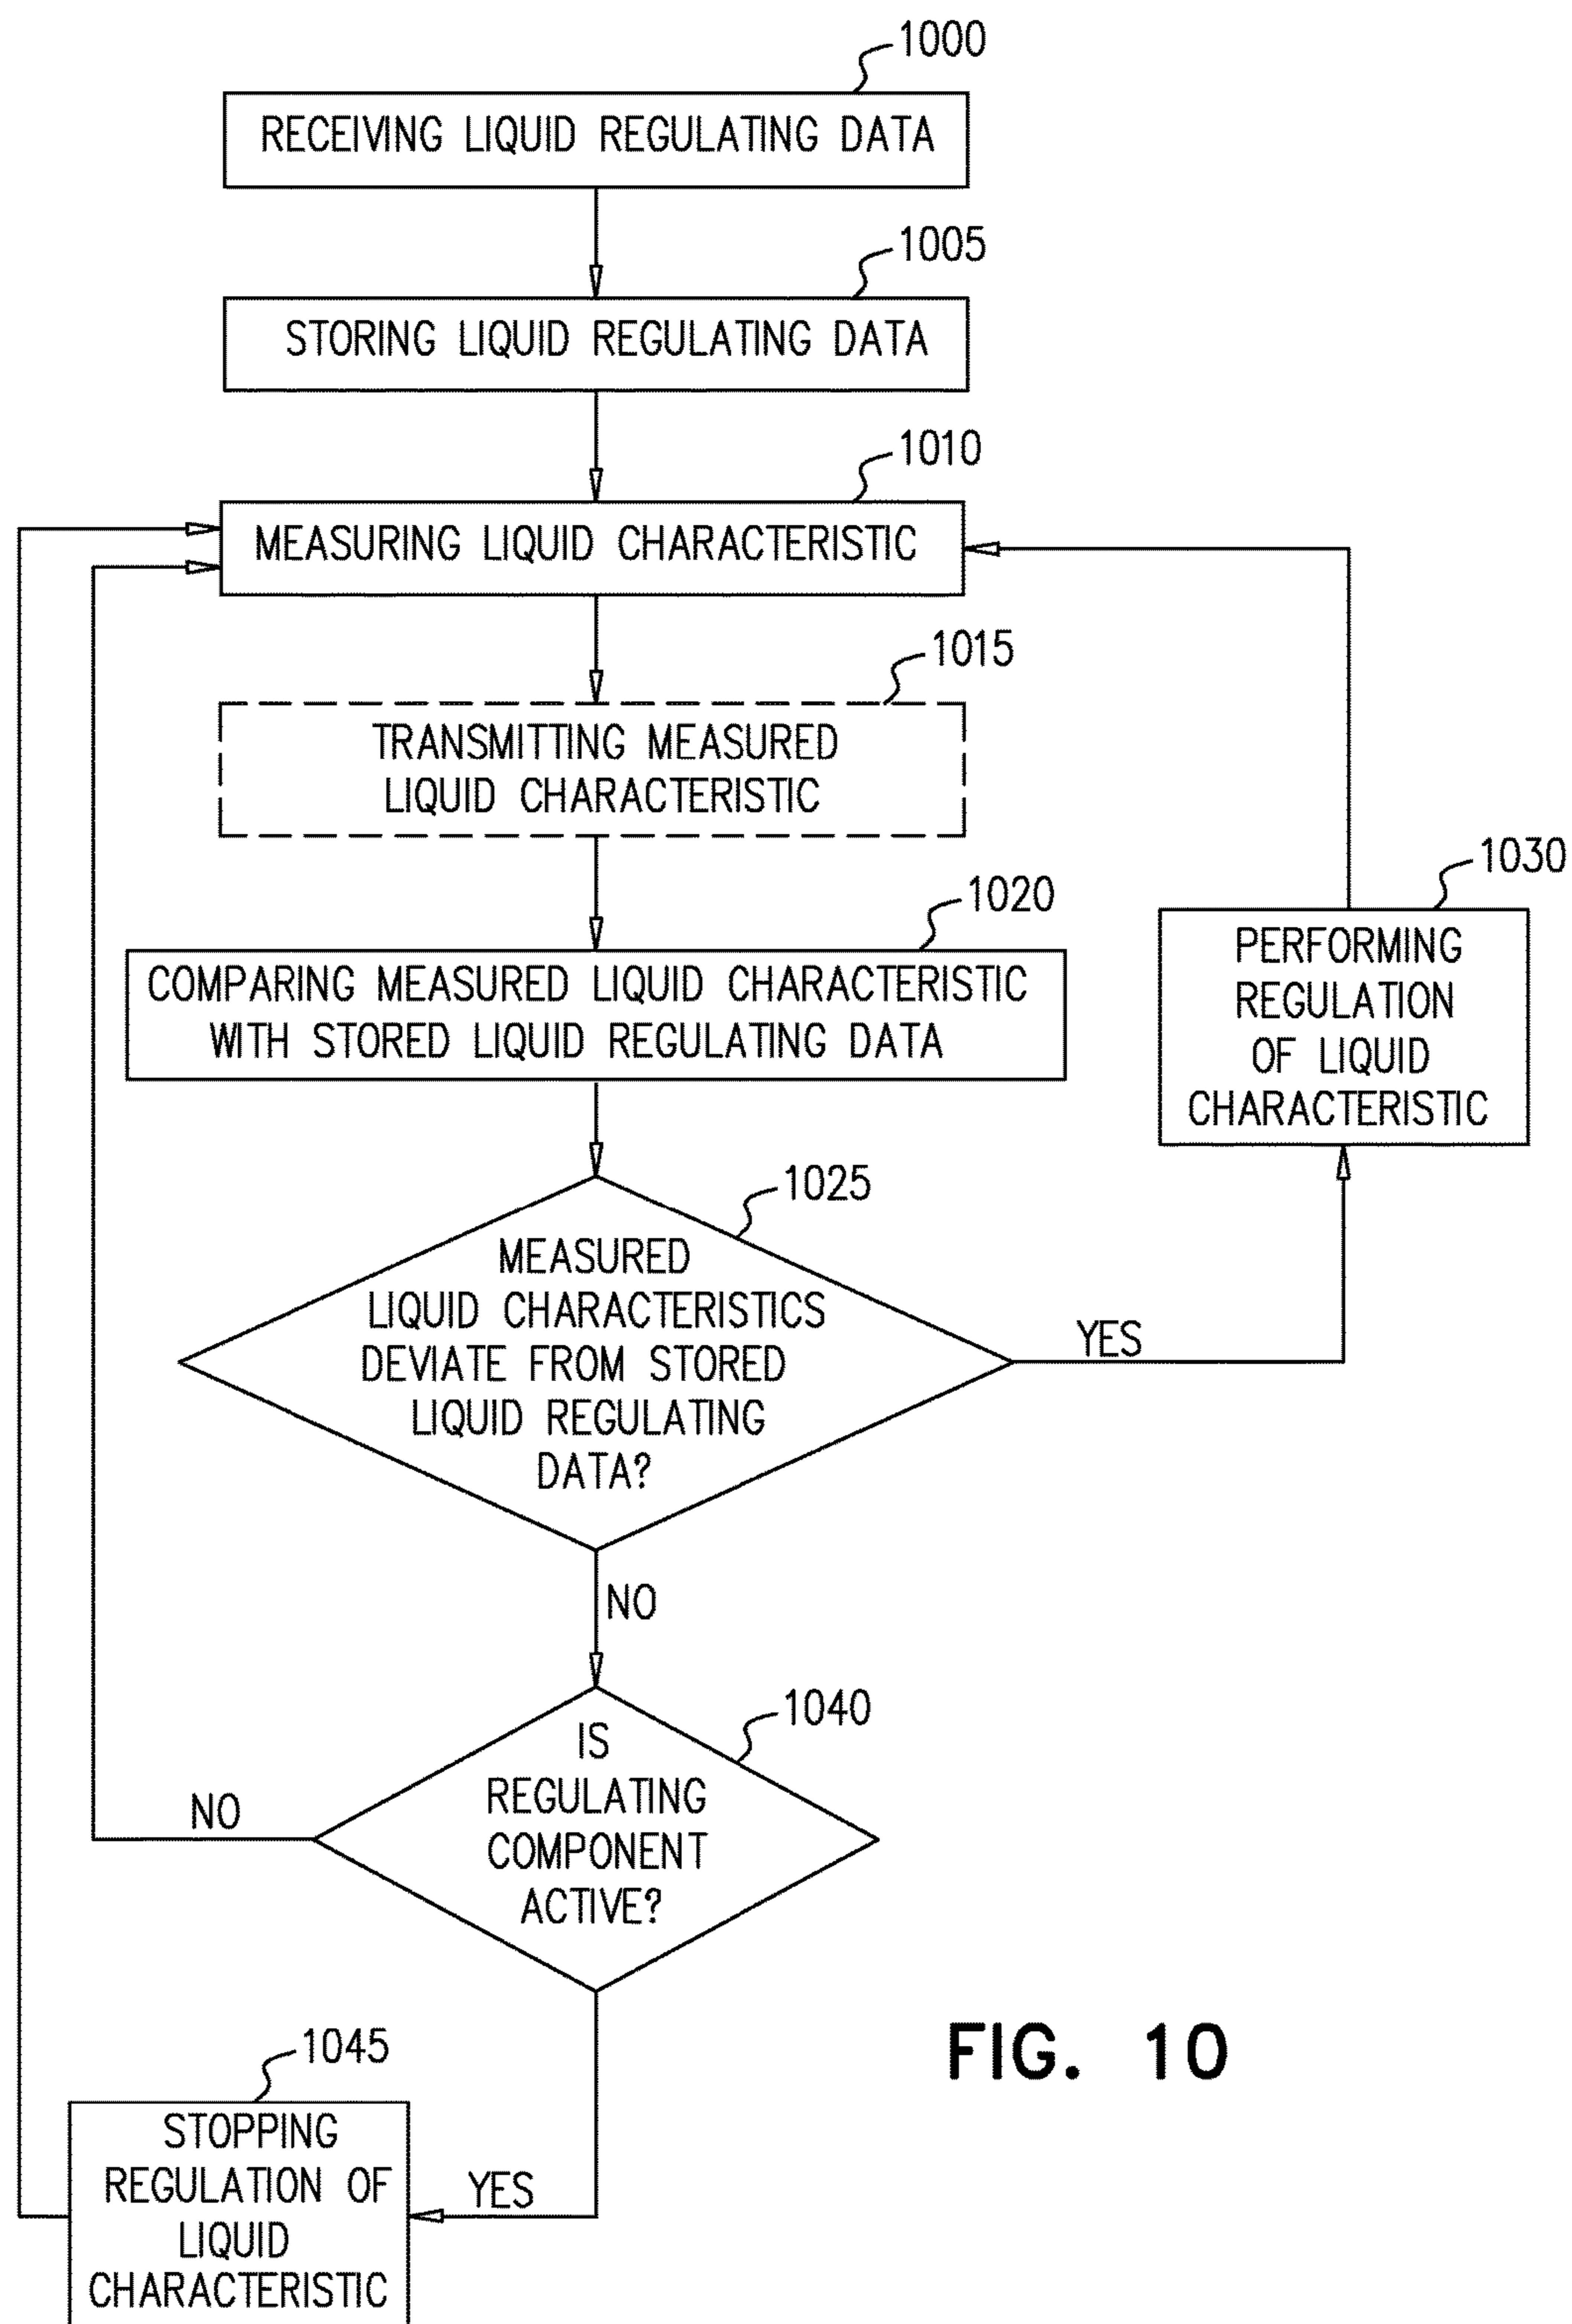 1000
RECEIVING LIQUID REGULATING DATA
1005
STORING LIQUID REGULATING DATA
1010
MEASURING LIQUID CHARACTERISTIC
1015
TRANSMITTING MEASURED
LIQUID CHARACTERISTIC
1020
COMPARING MEASURED LIQUID CHARACTERISTIC
WITH STORED LIQUID REGULATING DATA
1030
PERFORMING
REGULATION
OF LIQUID
CHARACTERISTIC
1025
MEASURED
LIQUID CHARACTERISTICS
DEVIATE FROM STORED
LIQUID REGULATING
DATA?
YES
NO
1040
IS
REGULATING
COMPONENT
ACTIVE?
NO
YES
1045
STOPPING
REGULATION OF
LIQUID
CHARACTERISTIC
FIG. 10